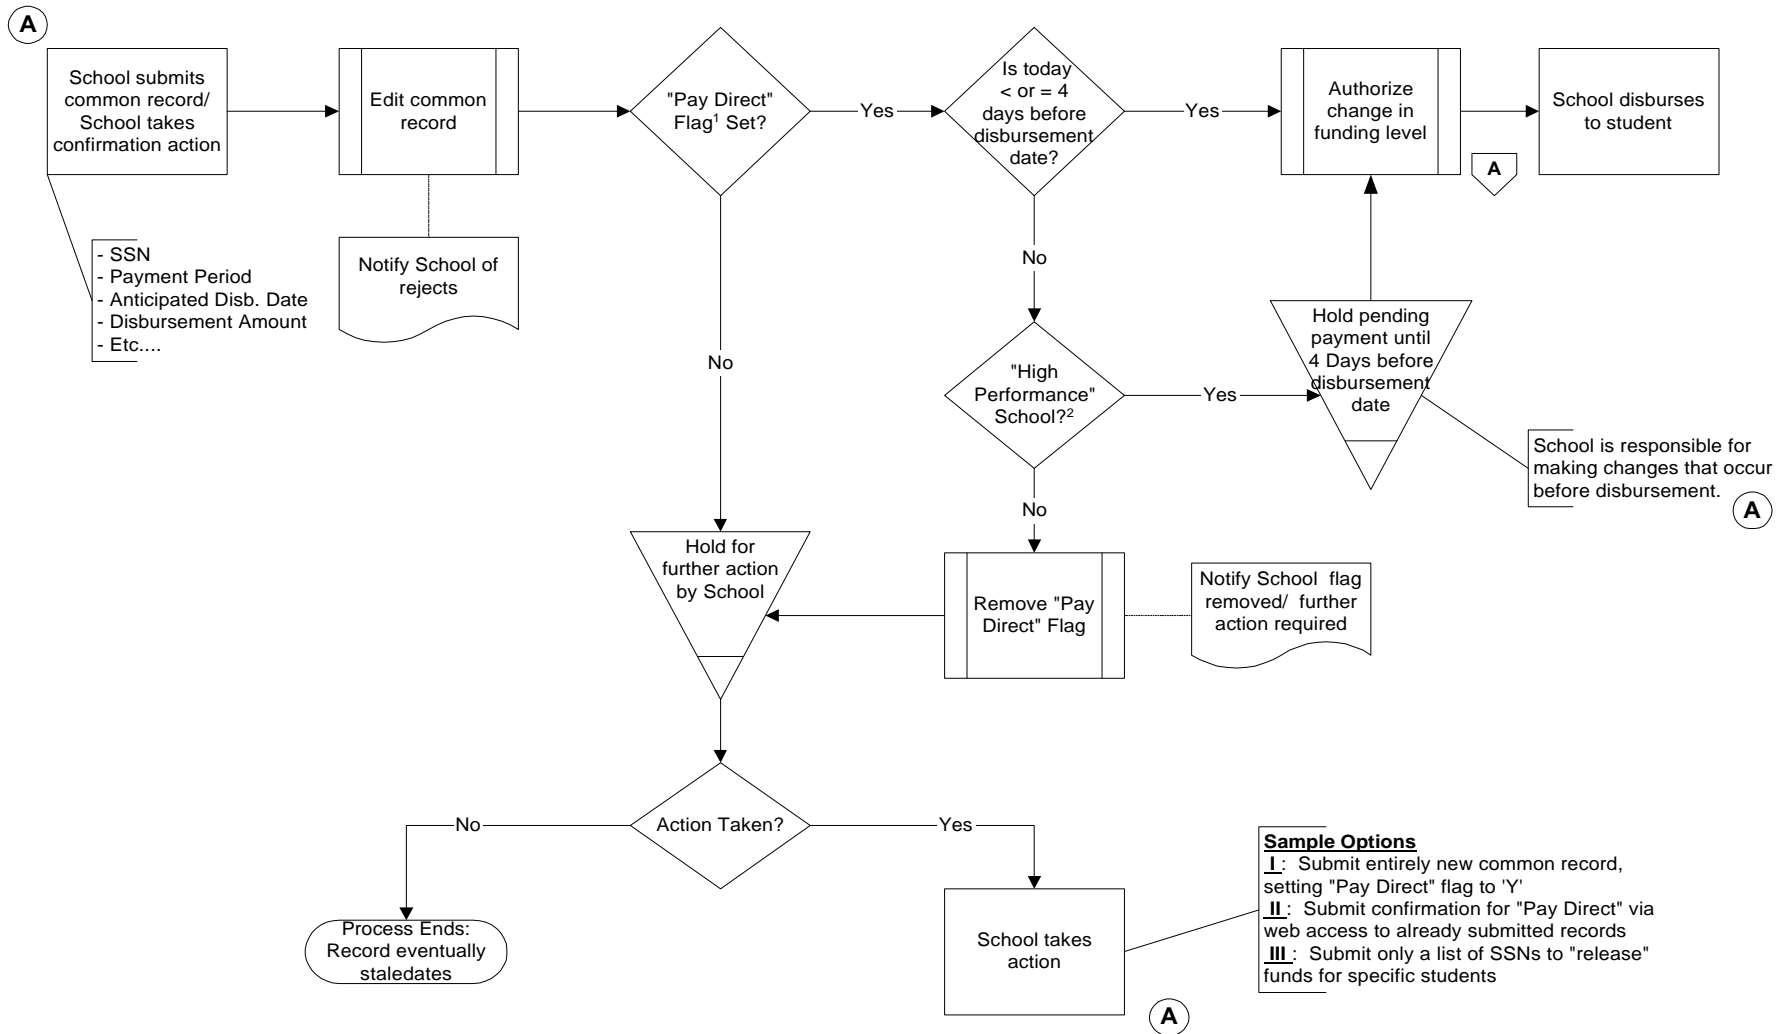 A
School submits
common record/
School takes
confirmation action
Edit common
record
"Pay Direct"
Flag¹ Set?
Yes
Is today
< or = 4
days before
disbursement
date?
Yes
Authorize
change in
funding level
A
School disburses
to student
- SSN
- Payment Period
- Anticipated Disb. Date
- Disbursement Amount
- Etc....
Notify School of
rejects
No
No
"High
Performance"
School?²
Yes
Hold pending
payment until
4 Days before
disbursement
date
School is responsible for
making changes that occur
before disbursement.
A
No
Hold for
further action
by School
Remove "Pay
Direct" Flag
Notify School flag
removed/ further
action required
Action Taken?
No
Yes
Process Ends:
Record eventually
staledates
School takes
action
A
Sample Options
I : Submit entirely new common record,
setting "Pay Direct" flag to 'Y'
II : Submit confirmation for "Pay Direct" via
web access to already submitted records
III : Submit only a list of SSNs to "release"
funds for specific students